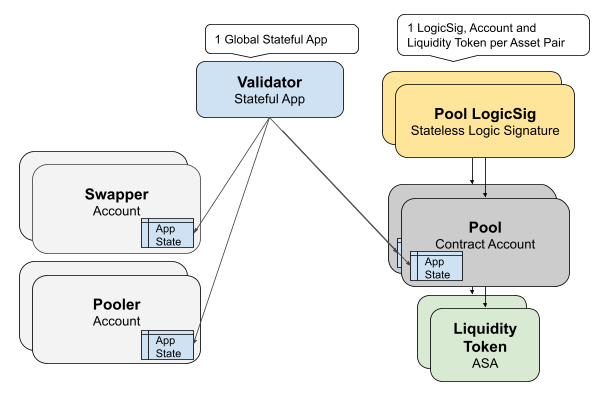 1 Global Stateful App
1 LogicSig, Account and
Liquidity Token per Asset Pair
Validator
Stateful App
Pool LogicSig
Stateless Logic Signature
Swapper
Account
App
State
Pool
Contract Account
App
State
Pooler
Account
App
State
Liquidity
Token
ASA